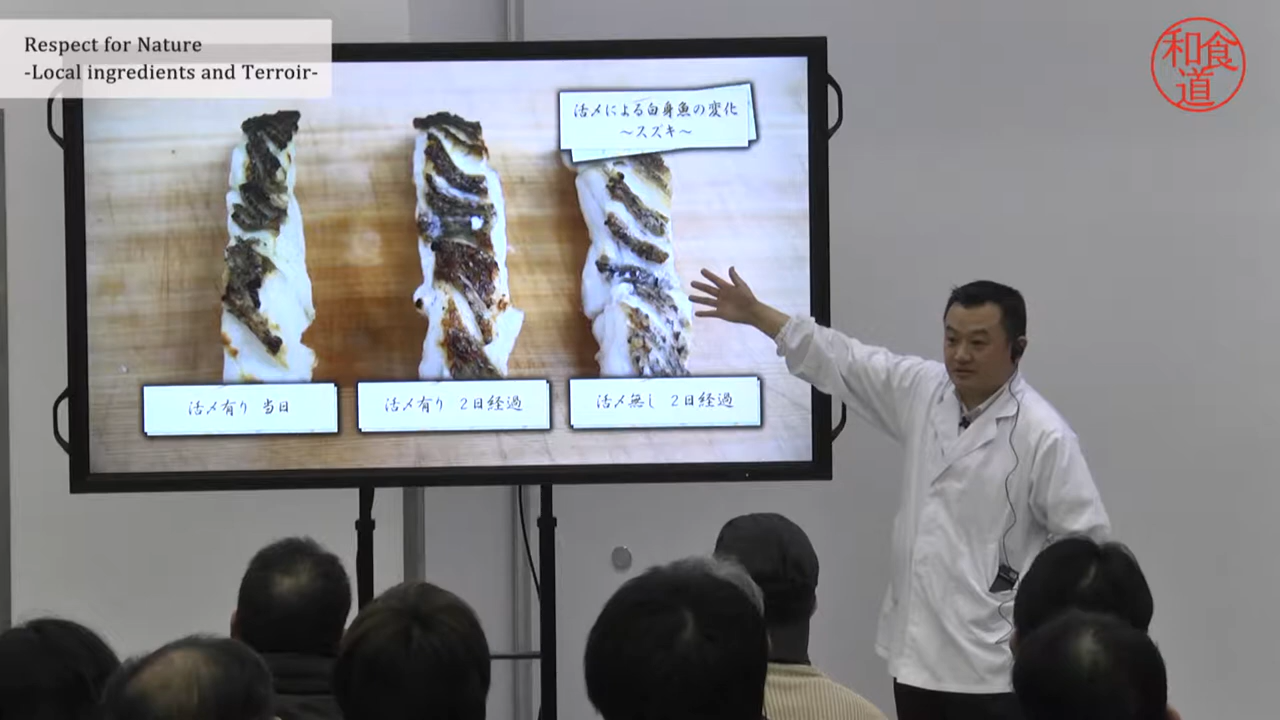 Respect for Nature
-Local ingredients and Terroir-
和食
道
活〆による白身魚の変化
～スズキ～
活〆有り 当日
活〆有り 2日経過
活〆無し 2日経過